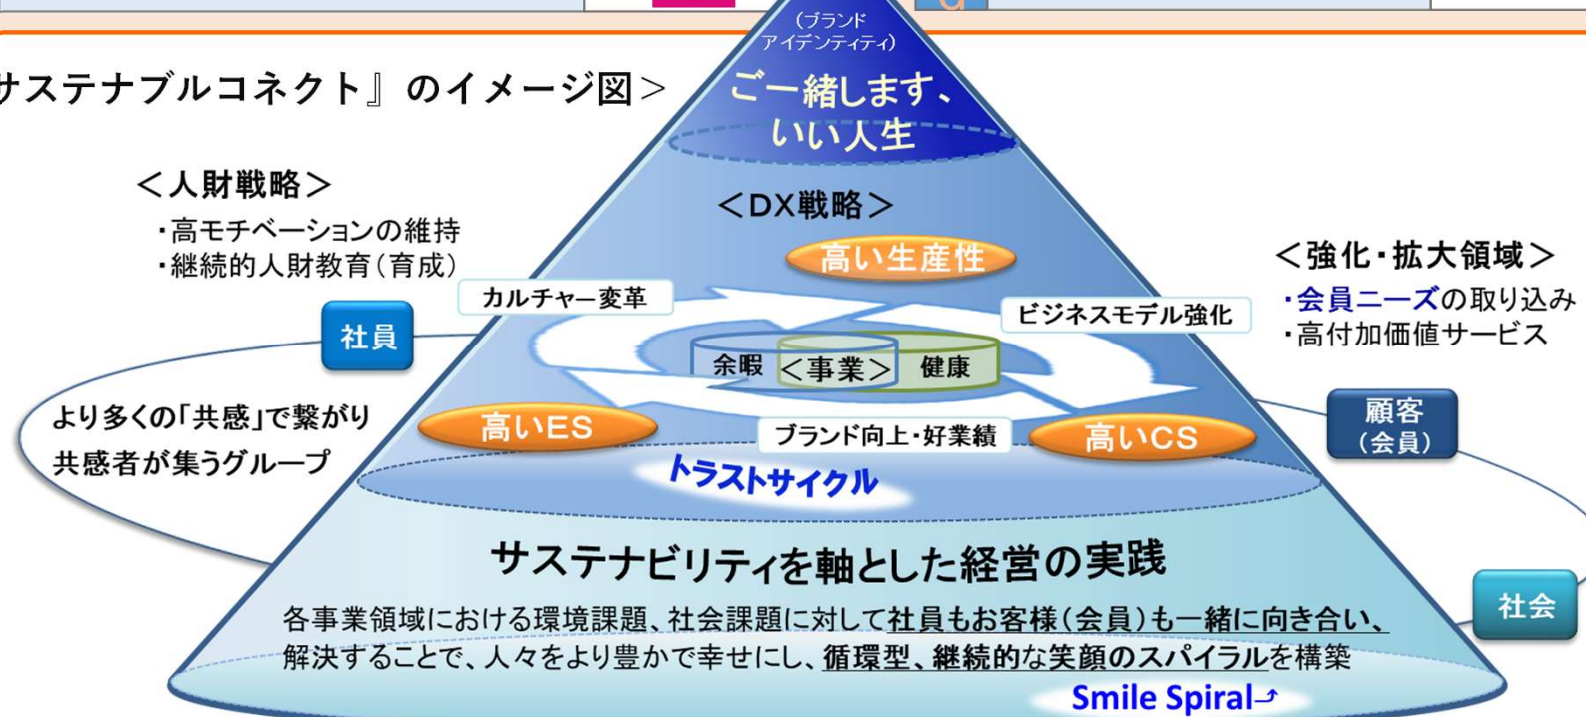 (ブランド
アイデンティティ)
サステナブルコネクト』のイメージ図＞
ご一緒します、
いい人生
＜人財戦略＞
・高モチベーションの維持
・継続的人財教育(育成)
＜DX戦略＞
高い生産性
＜強化・拡大領域＞
・会員ニーズの取り込み
・高付加価値サービス
カルチャー変革
ビジネスモデル強化
社員
余暇 ＜事業＞ 健康
より多くの「共感」で繋がり
共感者が集うグループ
高いES
ブランド向上・好業績
高いCS
顧客
(会員)
トラストサイクル
サステナビリティを軸とした経営の実践
社会
各事業領域における環境課題、社会課題に対して社員もお客様(会員)も一緒に向き合い、
解決することで、人々をより豊かで幸せにし、循環型、継続的な笑顔のスパイラルを構築
Smile Spiral